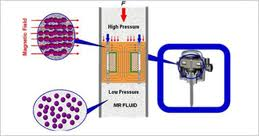 F
High Pressure
Magnetic Field
Low Pressure
MR FLUID